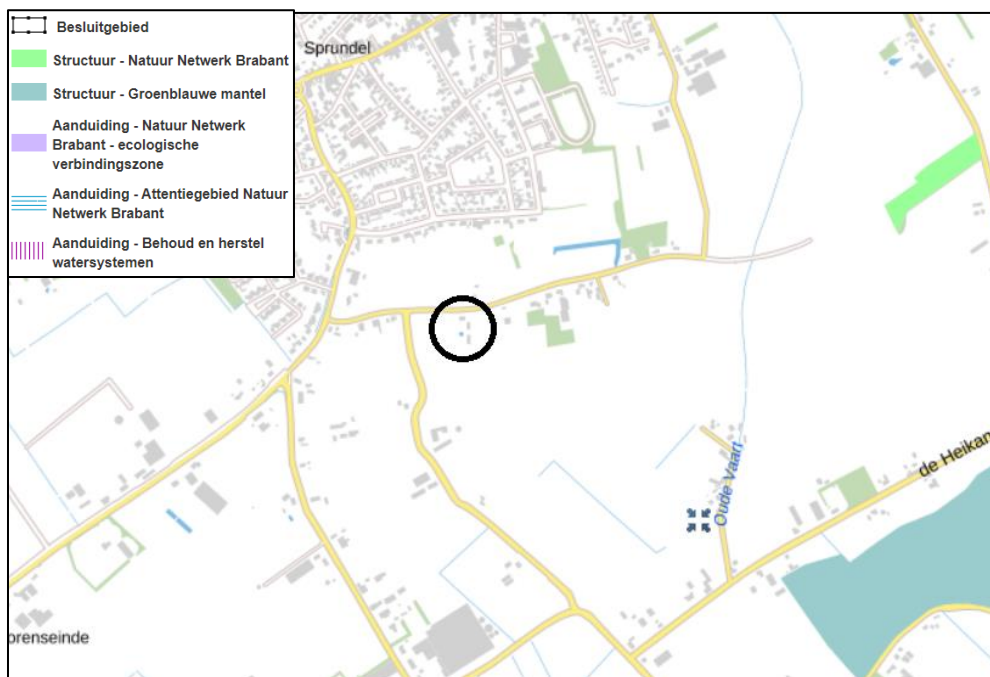 Besluitgebied
Structuur - Natuur Netwerk Brabant
Structuur - Groenblauwe mantel
Aanduiding - Natuur Netwerk
Brabant - ecologische
verbindingszone
Aanduiding - Attentiegebied Natuur
Netwerk Brabant
Aanduiding - Behoud en herstel
watersystemen
Sprundel
Oude Vaart
de Heikan
orenseinde